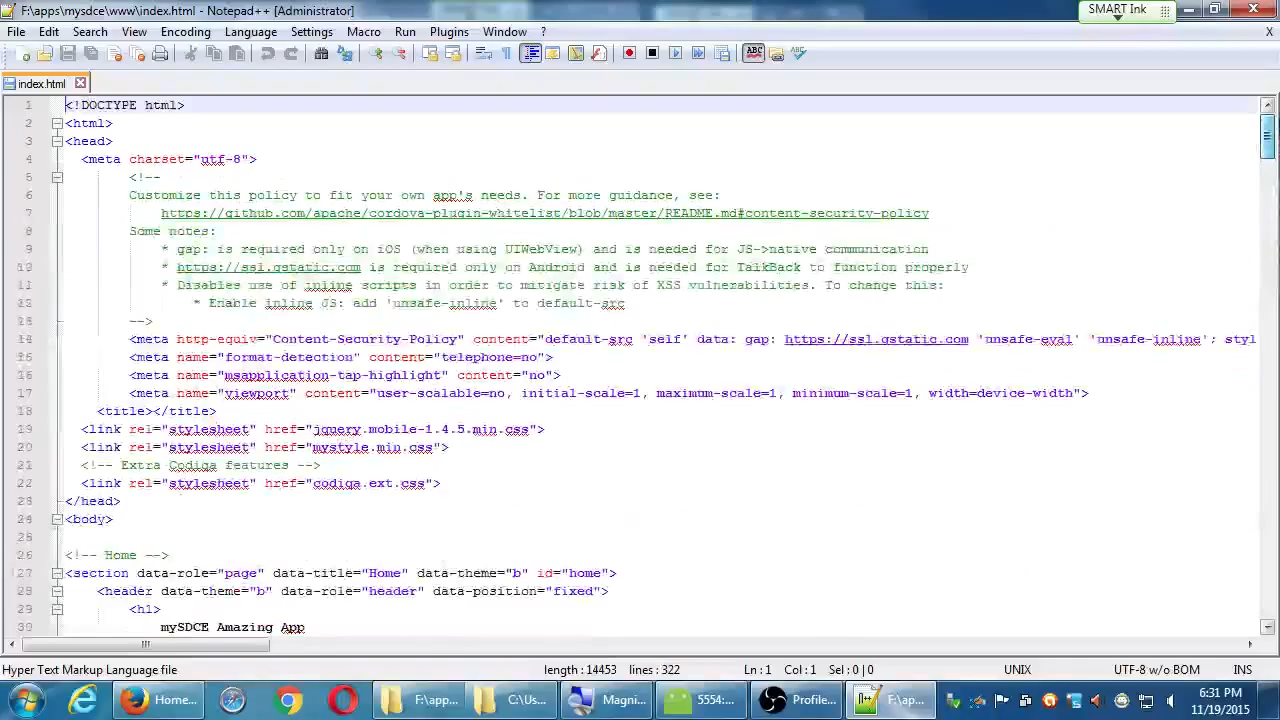 F:\apps\mysdce\www\index.html - Notepad++ [Administrator]
SMART Ink
File Edit Search View Encoding Language Settings Macro Run Plugins Window ? X
index.html
1 <!DOCTYPE html>
2 <html>
3 <head>
4 <meta charset="utf-8">
5 <!--
6 Customize this policy to fit your own app's needs. For more guidance, see:
7 https://github.com/apache/cordova-plugin-whitelist/blob/master/README.md#content-security-policy
8 Some notes:
9 * gap: is required only on iOS (when using UIWebView) and is needed for JS->native communication
10 * https://ssl.gstatic.com is required only on Android and is needed for TalkBack to function properly
11 * Disables use of inline scripts in order to mitigate risk of XSS vulnerabilities. To change this:
12 * Enable inline JS: add 'unsafe-inline' to default-src
13 -->
14 <meta http-equiv="Content-Security-Policy" content="default-src 'self' data: gap: https://ssl.gstatic.com 'unsafe-eval' 'unsafe-inline'; styl
<meta name="format-detection" content="telephone=no">
16 <meta name="msapplication-tap-highlight" content="no">
17 <meta name="viewport" content="user-scalable=no, initial-scale=1, maximum-scale=1, minimum-scale=1, width=device-width">
18 <title></title>
19 <link rel="stylesheet" href="jquery.mobile-1.4.5.min.css">
20 <link rel="stylesheet" href="mystyle.min.css">
21 <!-- Extra Codiqa features -->
22 <link rel="stylesheet" href="codiqa.ext.css">
23 </head>
24 <body>
25
26 <!-- Home -->
27 <section data-role="page" data-title="Home" data-theme="b" id="home">
28 <header data-theme="b" data-role="header" data-position="fixed">
29 <h1>
30 mySDCE Amazing App
Hyper Text Markup Language file length : 14453 lines : 322 Ln : 1 Col : 1 Sel : 0 | 0 UNIX UTF-8 w/o BOM INS
Home... F:\app... C:\Us... Magni... 5554:... Profile... F:\ap... 6:31 PM
11/19/2015